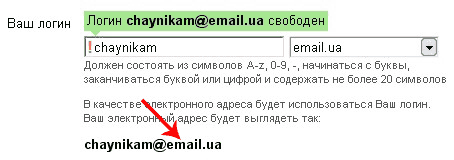 Логин chaynikam@email.ua свободен
Ваш логин
!chaynikam
email.ua
Должен состоять из символов A-z, 0-9, -, начинаться с буквы,
заканчиваться буквой или цифрой и содержать не более 20 символов
В качестве электронного адреса будет использоваться Ваш логин.
Ваш электронный адрес будет выглядеть так:
chaynikam@email.ua